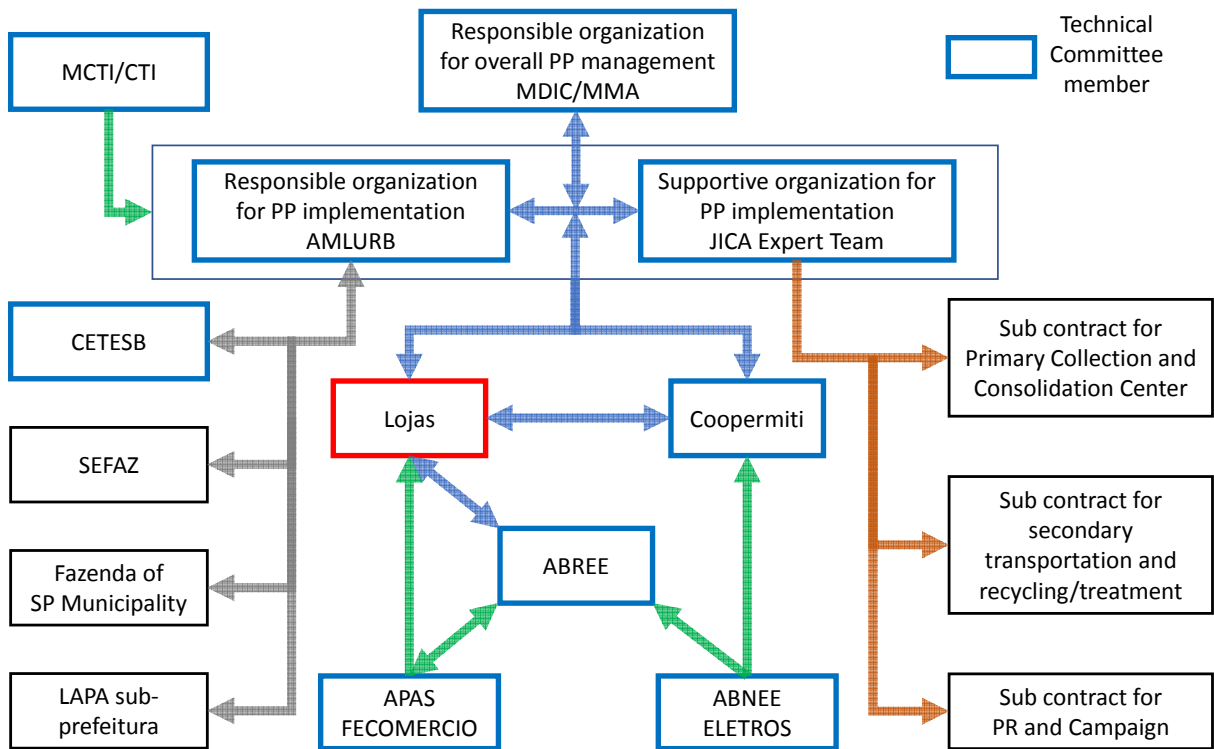 MCTI/CTI
Responsible organization
for overall PP management
MDIC/MMA
Technical
Committee
member
Responsible organization
for PP implementation
AMLURB
Supportive organization for
PP implementation
JICA Expert Team
CETESB
SEFAZ
Fazenda of
SP Municipality
LAPA sub-
prefeitura
Lojas
Coopermiti
ABREE
APAS
FECOMERCIO
ABNEE
ELETROS
Sub contract for
Primary Collection and
Consolidation Center
Sub contract for
secondary
transportation and
recycling/treatment
Sub contract for
PR and Campaign